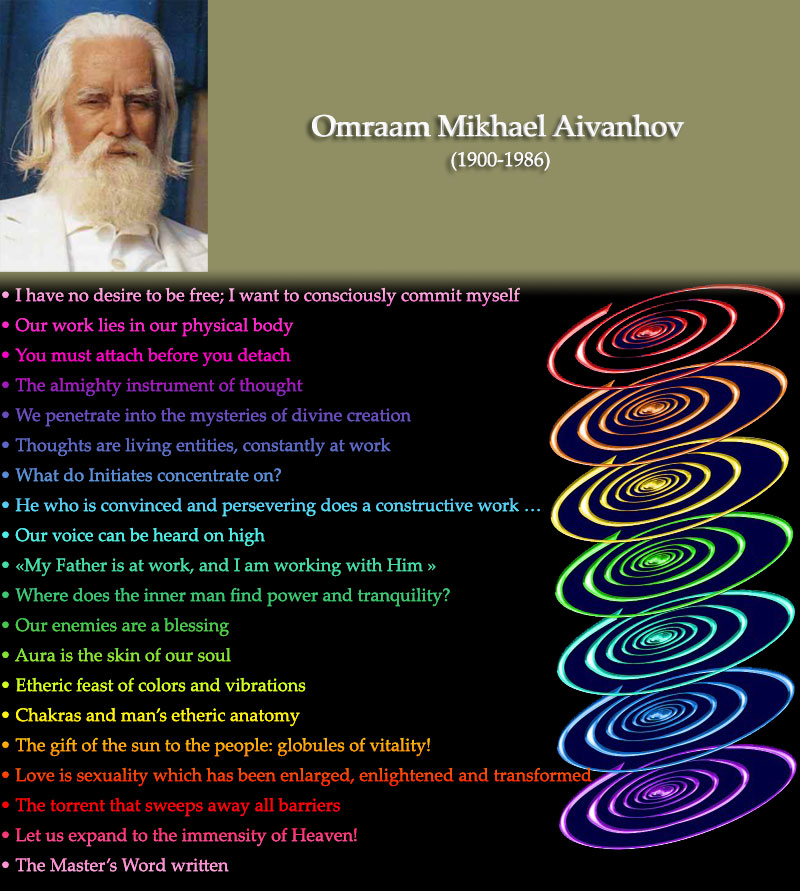 Omraam Mikhael Aivanhov
(1900-1986)
• I have no desire to be free; I want to consciously commit myself
• Our work lies in our physical body
• You must attach before you detach
• The almighty instrument of thought
• We penetrate into the mysteries of divine creation
• Thoughts are living entities, constantly at work
• What do Initiates concentrate on?
• He who is convinced and persevering does a constructive work …
• Our voice can be heard on high
• «My Father is at work, and I am working with Him »
• Where does the inner man find power and tranquility?
• Our enemies are a blessing
• Aura is the skin of our soul
• Etheric feast of colors and vibrations
• Chakras and man’s etheric anatomy
• The gift of the sun to the people: globules of vitality!
• Love is sexuality which has been enlarged, enlightened and transformed
• The torrent that sweeps away all barriers
• Let us expand to the immensity of Heaven!
• The Master’s Word written